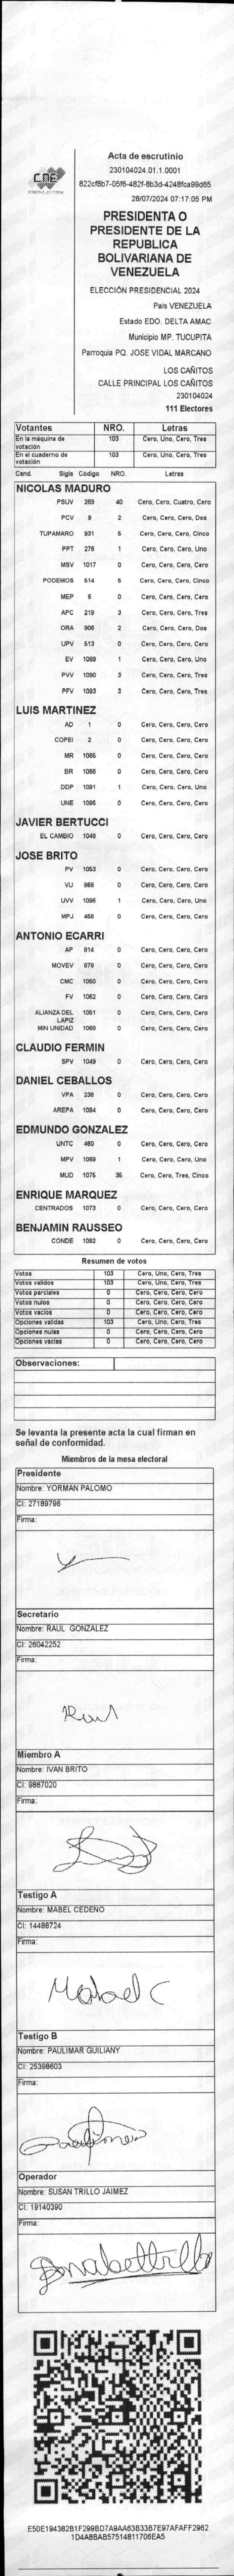 CNE
Acta de escrutinio
230104024.01.1.0001
822cf8b7-05f6-482f-8b3d-4248fca99d65
28/07/2024 07:17:05 PM
PRESIDENTA O
PRESIDENTE DE LA
REPUBLICA
BOLIVARIANA DE
VENEZUELA
ELECCIÓN PRESIDENCIAL 2024
Pais VENEZUELA
Estado EDO. DELTA AMAC
Municipio MP. TUCUPITA
Parroquia PQ. JOSE VIDAL MARCANO
LOS CAÑITOS
CALLE PRINCIPAL LOS CAÑITOS
230104024
111 Electores
Votantes NRO. Letras
En la máquina de votación 103 Cero, Uno, Cero, Tres
En el cuaderno de votación 103 Cero, Uno, Cero, Tres
Cand. Sigla Código NRO. Letras
NICOLAS MADURO
PSUV 269 40 Cero, Cero, Cuatro, Cero
PCV 9 2 Cero, Cero, Cero, Dos
TUPAMARO 931 5 Cero, Cero, Cero, Cinco
PPT 276 1 Cero, Cero, Cero, Uno
MSV 1017 0 Cero, Cero, Cero, Cero
PODEMOS 514 5 Cero, Cero, Cero, Cinco
MEP 6 0 Cero, Cero, Cero, Cero
APC 219 3 Cero, Cero, Cero, Tres
ORA 906 2 Cero, Cero, Cero, Dos
UPV 513 0 Cero, Cero, Cero, Cero
EV 1099 1 Cero, Cero, Cero, Uno
PVV 1090 3 Cero, Cero, Cero, Tres
PFV 1093 3 Cero, Cero, Cero, Tres
LUIS MARTINEZ
AD 1 0 Cero, Cero, Cero, Cero
COPEI 2 0 Cero, Cero, Cero, Cero
MR 1065 0 Cero, Cero, Cero, Cero
BR 1066 0 Cero, Cero, Cero, Cero
DDP 1091 1 Cero, Cero, Cero, Uno
UNE 1095 0 Cero, Cero, Cero, Cero
JAVIER BERTUCCI
EL CAMBIO 1048 0 Cero, Cero, Cero, Cero
JOSE BRITO
PV 1053 0 Cero, Cero, Cero, Cero
VU 968 0 Cero, Cero, Cero, Cero
UVV 1096 1 Cero, Cero, Cero, Uno
MPJ 459 0 Cero, Cero, Cero, Cero
ANTONIO ECARRI
AP 814 0 Cero, Cero, Cero, Cero
MOVEV 978 0 Cero, Cero, Cero, Cero
CMC 1050 0 Cero, Cero, Cero, Cero
FV 1062 0 Cero, Cero, Cero, Cero
ALIANZA DEL LAPIZ 1051 0 Cero, Cero, Cero, Cero
MIN UNIDAD 1069 0 Cero, Cero, Cero, Cero
CLAUDIO FERMIN
SPV 1049 0 Cero, Cero, Cero, Cero
DANIEL CEBALLOS
VPA 236 0 Cero, Cero, Cero, Cero
AREPA 1094 0 Cero, Cero, Cero, Cero
EDMUNDO GONZALEZ
UNTC 460 0 Cero, Cero, Cero, Cero
MPV 1069 1 Cero, Cero, Cero, Uno
MUD 1075 35 Cero, Cero, Tres, Cinco
ENRIQUE MARQUEZ
CENTRADOS 1073 0 Cero, Cero, Cero, Cero
BENJAMIN RAUSSEO
CONDE 1092 0 Cero, Cero, Cero, Cero
Resumen de votos
Votos 103 Cero, Uno, Cero, Tres
Votos validos 103 Cero, Uno, Cero, Tres
Votos parciales 0 Cero, Cero, Cero, Cero
Votos nulos 0 Cero, Cero, Cero, Cero
Votos vacios 0 Cero, Cero, Cero, Cero
Opciones validas 103 Cero, Uno, Cero, Tres
Opciones nulas 0 Cero, Cero, Cero, Cero
Opciones vacias 0 Cero, Cero, Cero, Cero
Observaciones:
Se levanta la presente acta la cual firman en
señal de conformidad.
Miembros de la mesa electoral
Presidente
Nombre: YORMAN PALOMO
CI: 27189796
Firma:
Secretario
Nombre: RAUL GONZALEZ
CI: 26042252
Firma:
Raul
Miembro A
Nombre: IVAN BRITO
CI: 9867020
Firma:
Testigo A
Nombre: MABEL CEDEÑO
CI: 14488724
Firma:
Mabel C
Testigo B
Nombre: PAULIMAR GUILIANY
CI: 25398603
Firma:
Operador
Nombre: SUSAN TRILLO JAIMEZ
CI: 19140390
Firma:
E50E194382B1F299BD7A9AA63B33B7E97AFAFF2962
1D4A8BAB57514811706EA5